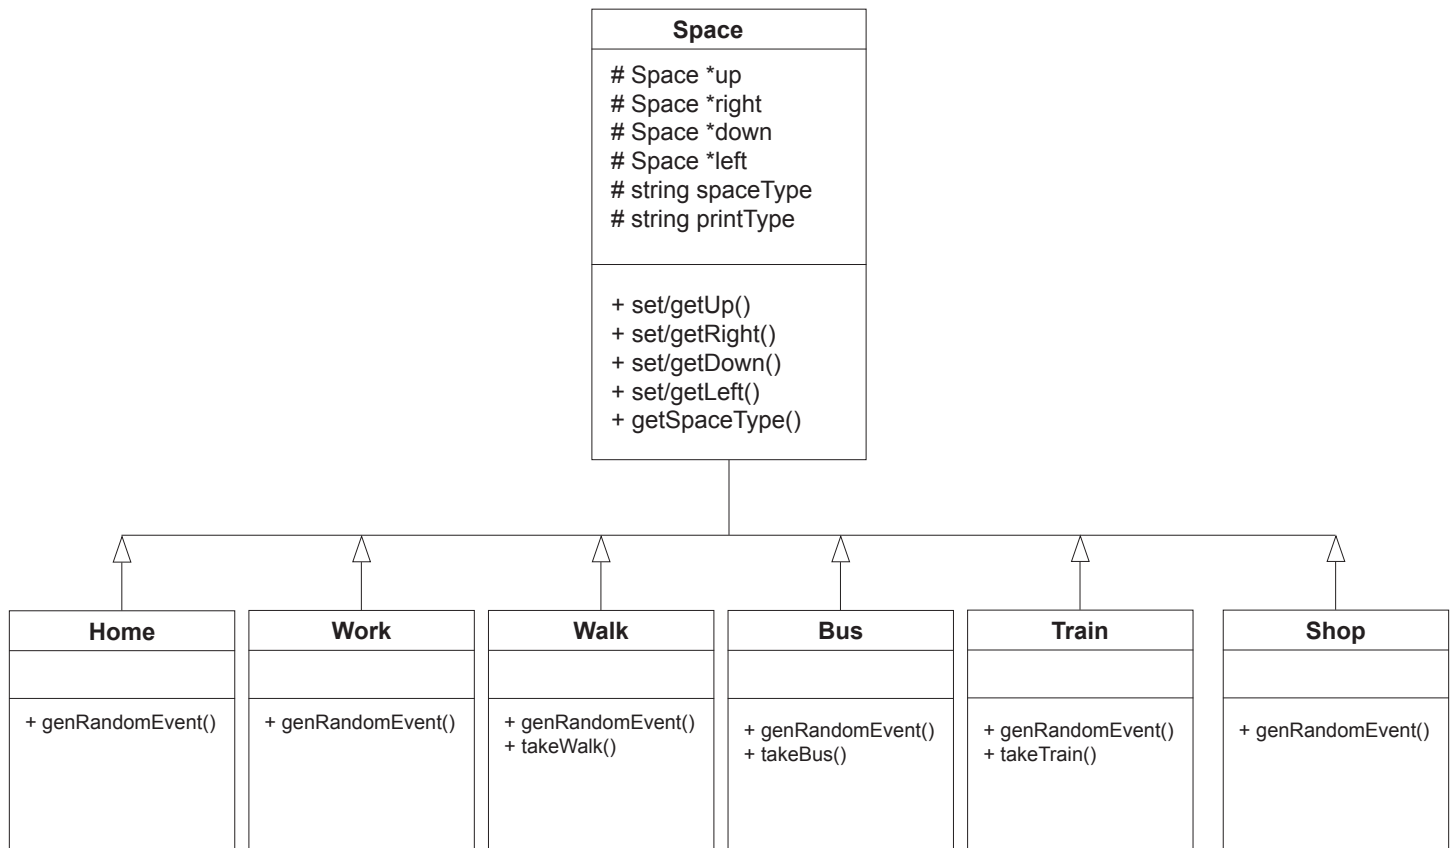 Space
# Space *up
# Space *right
# Space *down
# Space *left
# string spaceType
# string printType
+ set/getUp()
+ set/getRight()
+ set/getDown()
+ set/getLeft()
+ getSpaceType()
Home
+ genRandomEvent()
Work
+ genRandomEvent()
Walk
+ genRandomEvent()
+ takeWalk()
Bus
+ genRandomEvent()
+ takeBus()
Train
+ genRandomEvent()
+ takeTrain()
Shop
+ genRandomEvent()